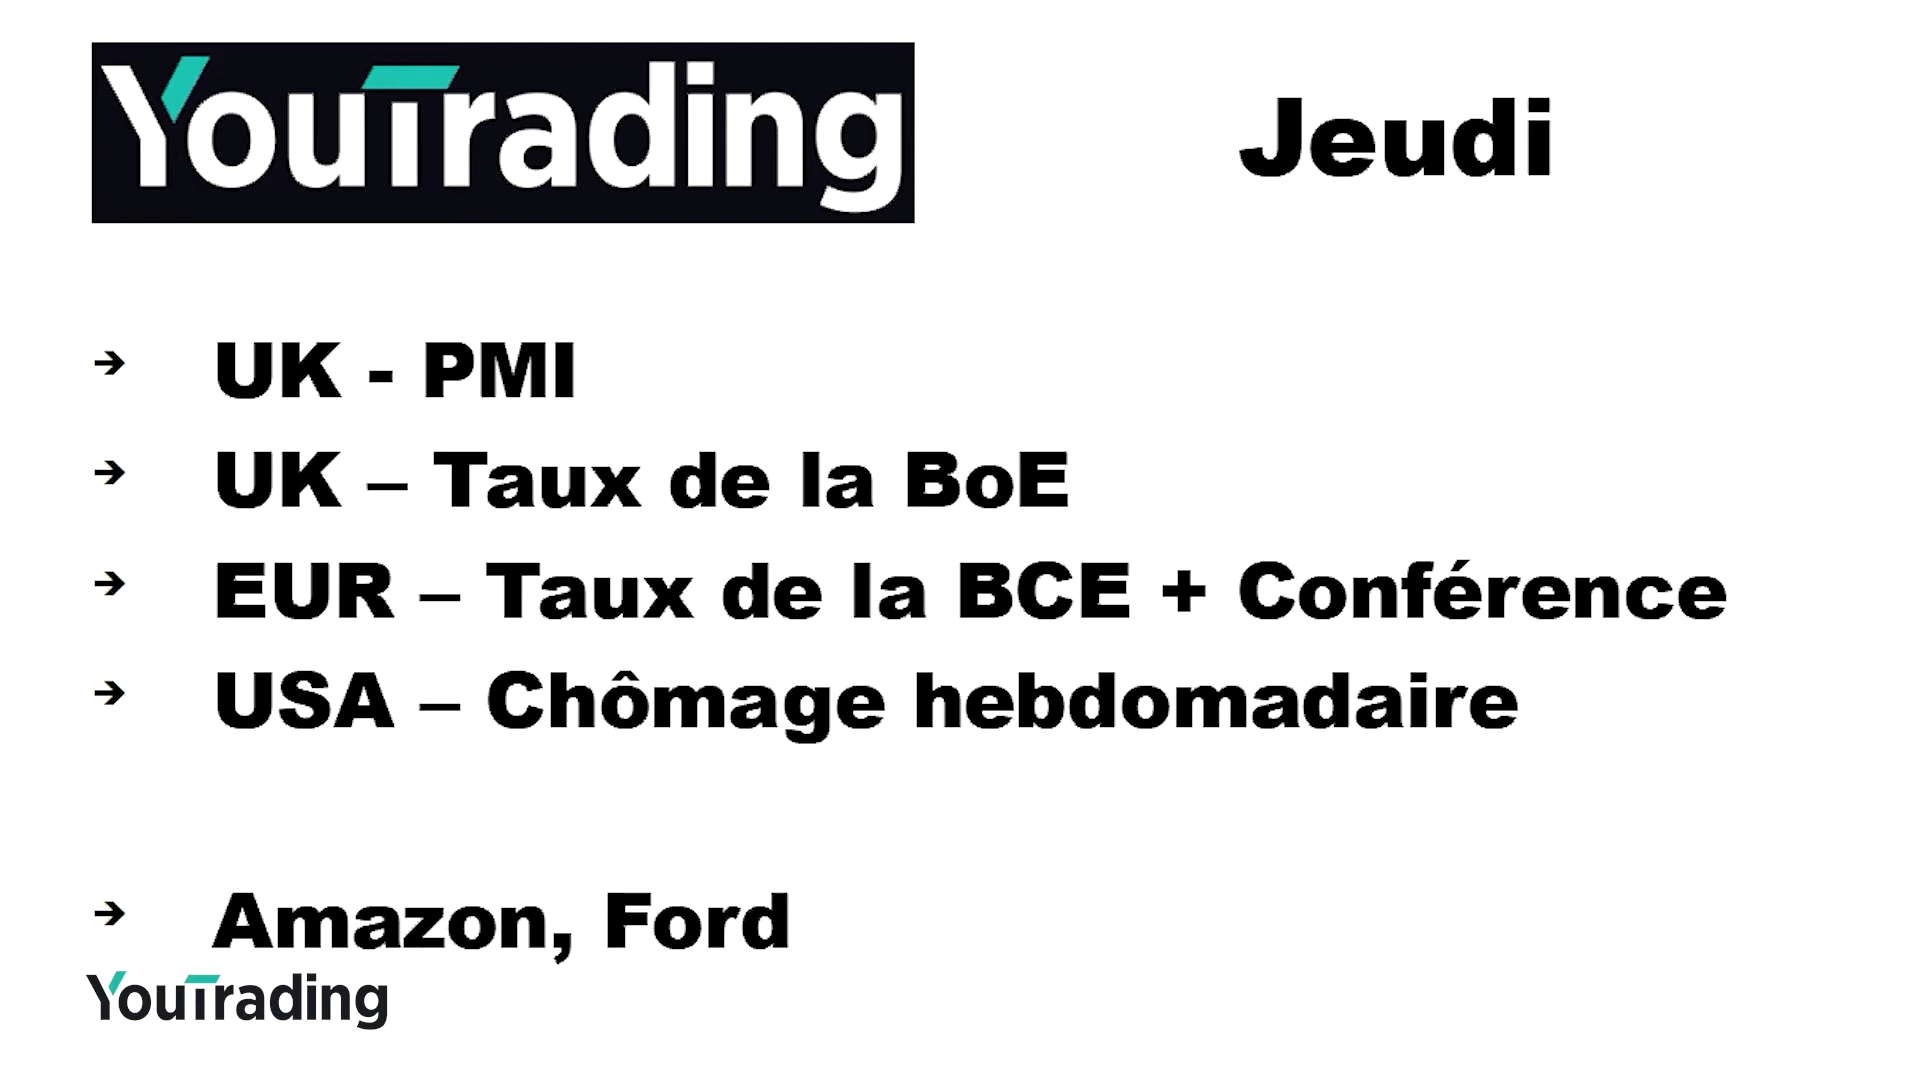 YouTrading
Jeudi
→ UK - PMI
→ UK – Taux de la BoE
→ EUR – Taux de la BCE + Conférence
→ USA – Chômage hebdomadaire
→ Amazon, Ford
YouTrading